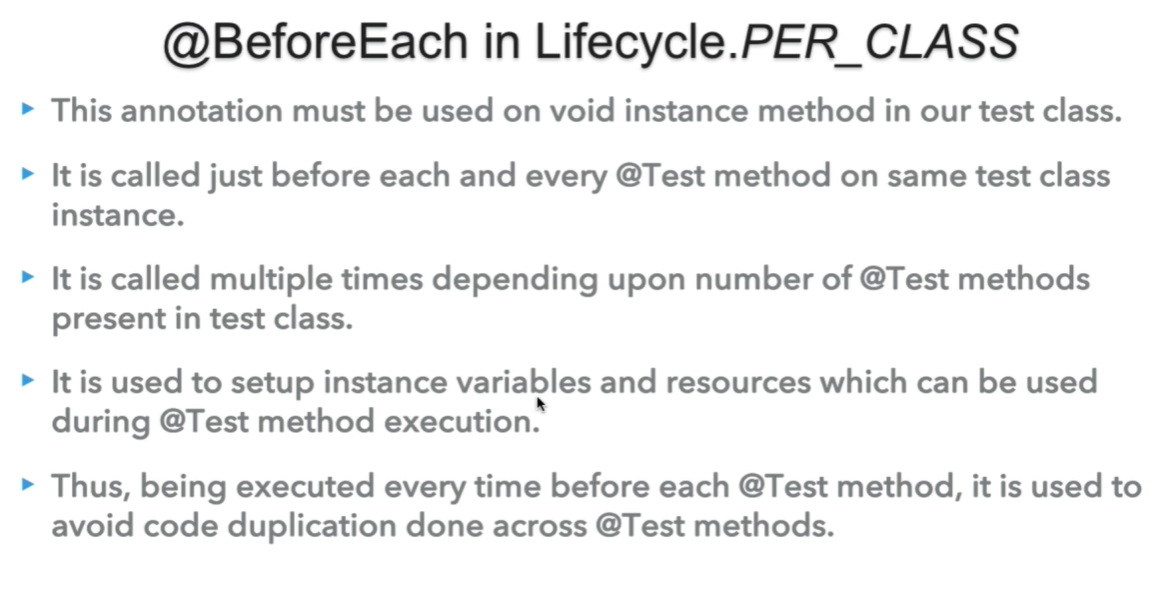 @BeforeEach in Lifecycle.PER_CLASS
This annotation must be used on void instance method in our test class.
It is called just before each and every @Test method on same test class
instance.
It is called multiple times depending upon number of @Test methods
present in test class.
It is used to setup instance variables and resources which can be used
during @Test method execution.
Thus, being executed every time before each @Test method, it is used to
avoid code duplication done across @Test methods.